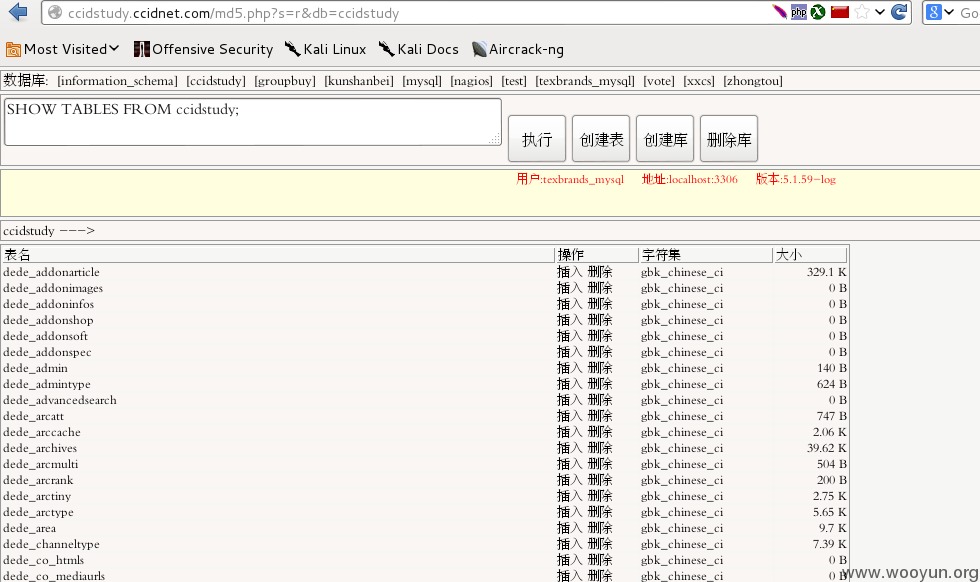 ccidstudy.ccidnet.com/md5.php?s=r&db=ccidstudy php 8 Go
Most Visited Offensive Security Kali Linux Kali Docs Aircrack-ng
数据库: [information_schema] [ccidstudy] [groupbuy] [kunshanbei] [mysql] [nagios] [test] [texbrands_mysql] [vote] [xxcs] [zhongtou]
SHOW TABLES FROM ccidstudy;
执行 创建表 创建库 删除库
用户:texbrands_mysql 地址:localhost:3306 版本:5.1.59-log
ccidstudy --->
表名 操作 字符集 大小
dede_addonarticle 插入 删除 gbk_chinese_ci 329.1 K
dede_addonimages 插入 删除 gbk_chinese_ci 0 B
dede_addoninfos 插入 删除 gbk_chinese_ci 0 B
dede_addonshop 插入 删除 gbk_chinese_ci 0 B
dede_addonsoft 插入 删除 gbk_chinese_ci 0 B
dede_addonspec 插入 删除 gbk_chinese_ci 0 B
dede_admin 插入 删除 gbk_chinese_ci 140 B
dede_admintype 插入 删除 gbk_chinese_ci 624 B
dede_advancedsearch 插入 删除 gbk_chinese_ci 0 B
dede_arcatt 插入 删除 gbk_chinese_ci 747 B
dede_arccache 插入 删除 gbk_chinese_ci 2.06 K
dede_archives 插入 删除 gbk_chinese_ci 39.62 K
dede_arcmulti 插入 删除 gbk_chinese_ci 504 B
dede_arcrank 插入 删除 gbk_chinese_ci 200 B
dede_arctiny 插入 删除 gbk_chinese_ci 2.75 K
dede_arctype 插入 删除 gbk_chinese_ci 5.65 K
dede_area 插入 删除 gbk_chinese_ci 9.7 K
dede_channeltype 插入 删除 gbk_chinese_ci 7.39 K
dede_co_htmls 插入 删除 gbk_chinese_ci 0 B
dede_co_mediaurls 插入 删除 gbk_chinese_ci 0 B
www.wooyun.org